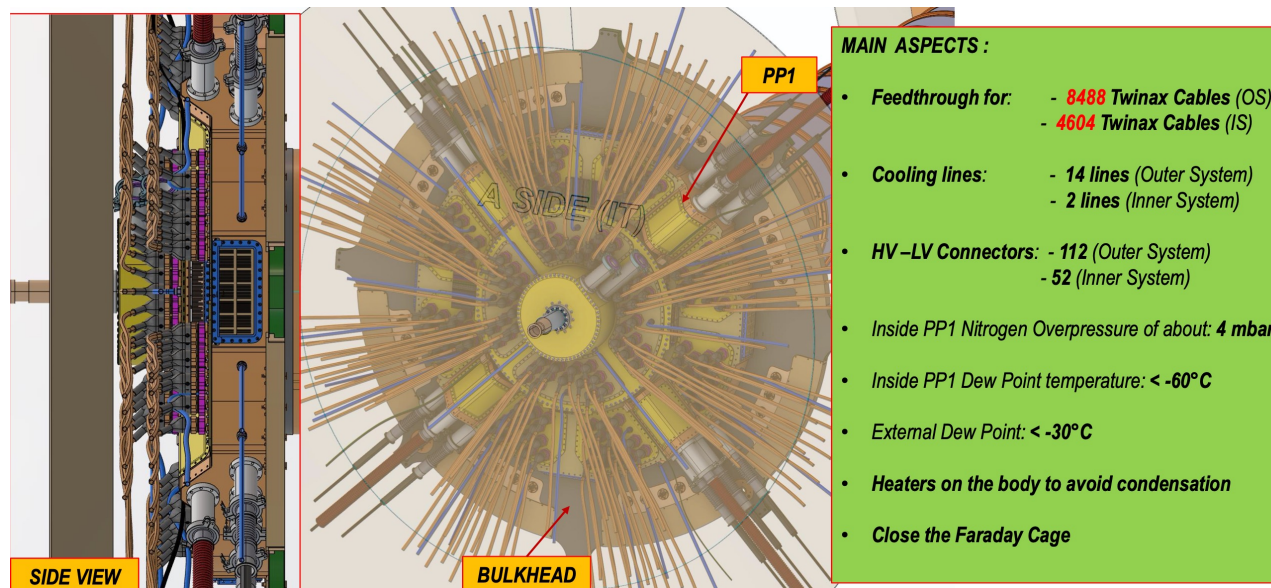 SIDE VIEW
A SIDE (IT)
PP1
BULKHEAD
MAIN ASPECTS :
• Feedthrough for: - 8488 Twinax Cables (OS)
- 4604 Twinax Cables (IS)
• Cooling lines: - 14 lines (Outer System)
- 2 lines (Inner System)
• HV –LV Connectors: - 112 (Outer System)
- 52 (Inner System)
• Inside PP1 Nitrogen Overpressure of about: 4 mbar
• Inside PP1 Dew Point temperature: < -60°C
• External Dew Point: < -30°C
• Heaters on the body to avoid condensation
• Close the Faraday Cage